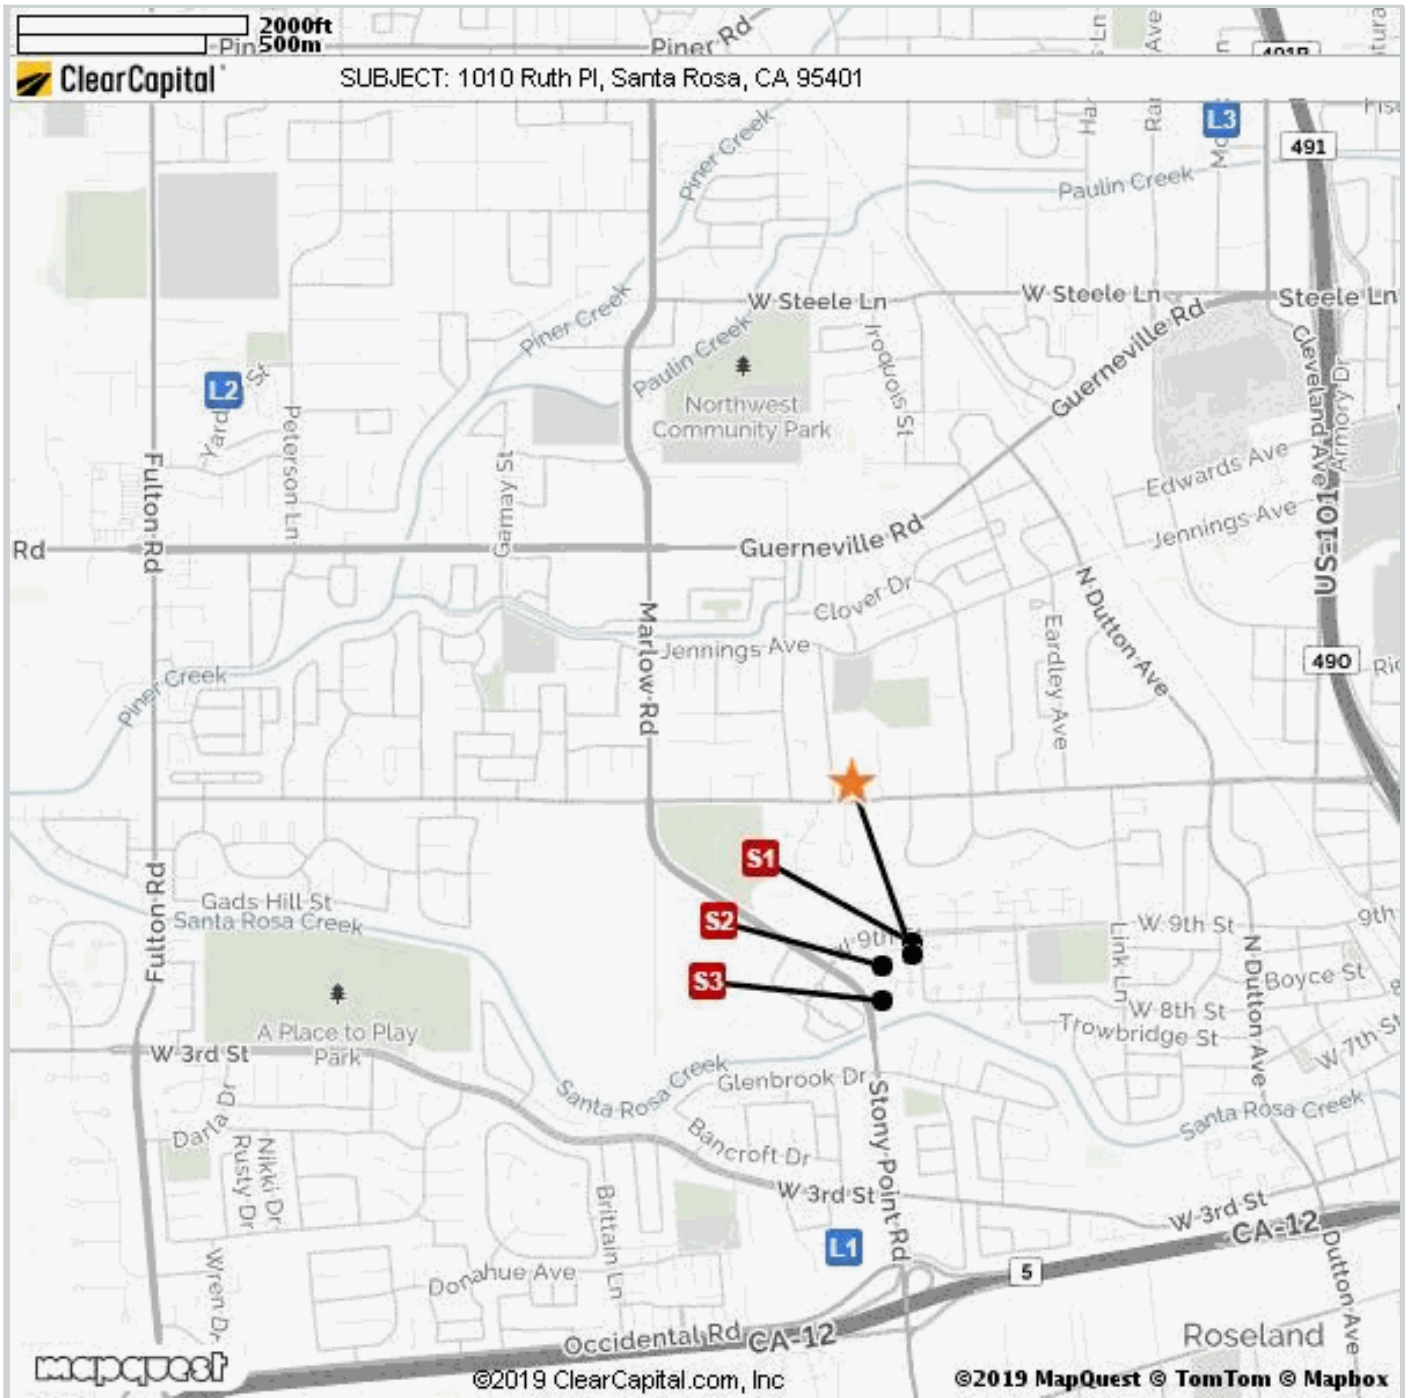 2000ft
500m
Piner Rd
Ln
Ave
ClearCapital
SUBJECT: 1010 Ruth Pl, Santa Rosa, CA 95401
L3
491
Piner Creek
Paulin Creek
W Steele Ln
W Steele Ln
Steele Ln
Piner Creek
Paulin Creek
Iroquois St
Guerneville Rd
Cleveland Ave
Armory Dr
L2
St
Northwest
Community Park
Peterson Ln
Fulton Rd
Gemay St
Edwards Ave
Jennings Ave
US-101
Rd
Guerneville Rd
Clover Dr
N Dutton Ave
Marlow Rd
Jennings Ave
Eardley Ave
490
Piner Creek
S1
Gads Hill St
Santa Rosa Creek
Fulton Rd
S2
W 9th St
9th
Link Ln
N Dutton Ave
S3
Boyce St
A Place to Play
Park
W 8th St
Trowbridge St
W 7th St
W 3rd St
Santa Rosa Creek
Glenbrook Dr
Stony Point Rd
Santa Rosa Creek
Darla Dr
Rusty Dr
Nikki Dr
Bancroft Dr
W 3rd St
W 3rd St
CA-12
Brittain Ln
L1
Dutton Ave
Wren Dr
Donahue Ave
5
Occidental Rd
CA-12
Roseland
mapquest
©2019 ClearCapital.com, Inc
©2019 MapQuest © TomTom © Mapbox